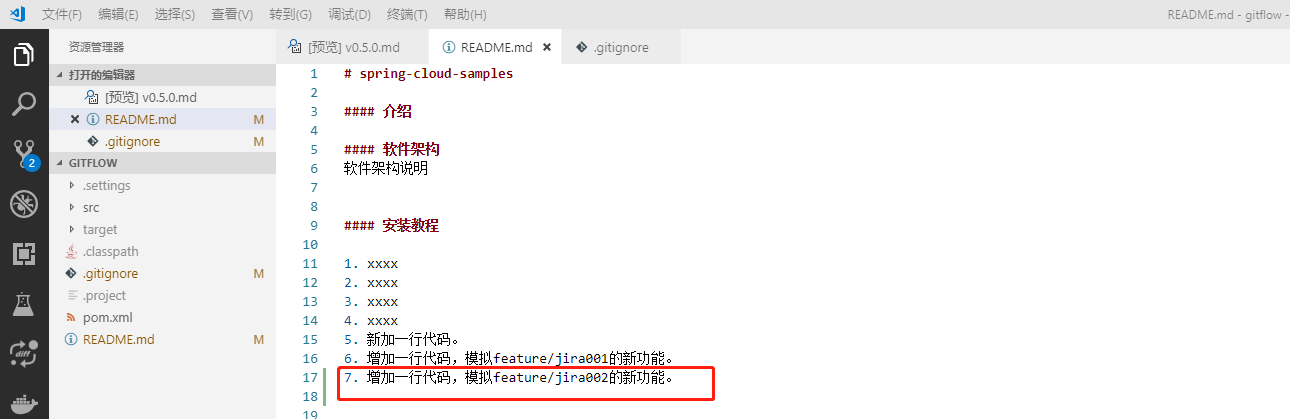 文件(F) 编辑(E) 选择(S) 查看(V) 转到(G) 调试(D) 终端(T) 帮助(H) README.md - gitflow -
资源管理器
打开的编辑器
[预览] v0.5.0.md
README.md M
.gitignore M
2
GITFLOW
.settings
src
target
.classpath
.gitignore M
.project
pom.xml
README.md M
diff
[预览] v0.5.0.md README.md .gitignore
1 # spring-cloud-samples
2
3 #### 介绍
4
5 #### 软件架构
6 软件架构说明
7
8
9 #### 安装教程
10
11 1. xxxx
12 2. xxxx
13 3. xxxx
14 4. xxxx
15 5. 新加一行代码。
16 6. 增加一行代码，模拟feature/jira001的新功能。
17 7. 增加一行代码，模拟feature/jira002的新功能。
18
19